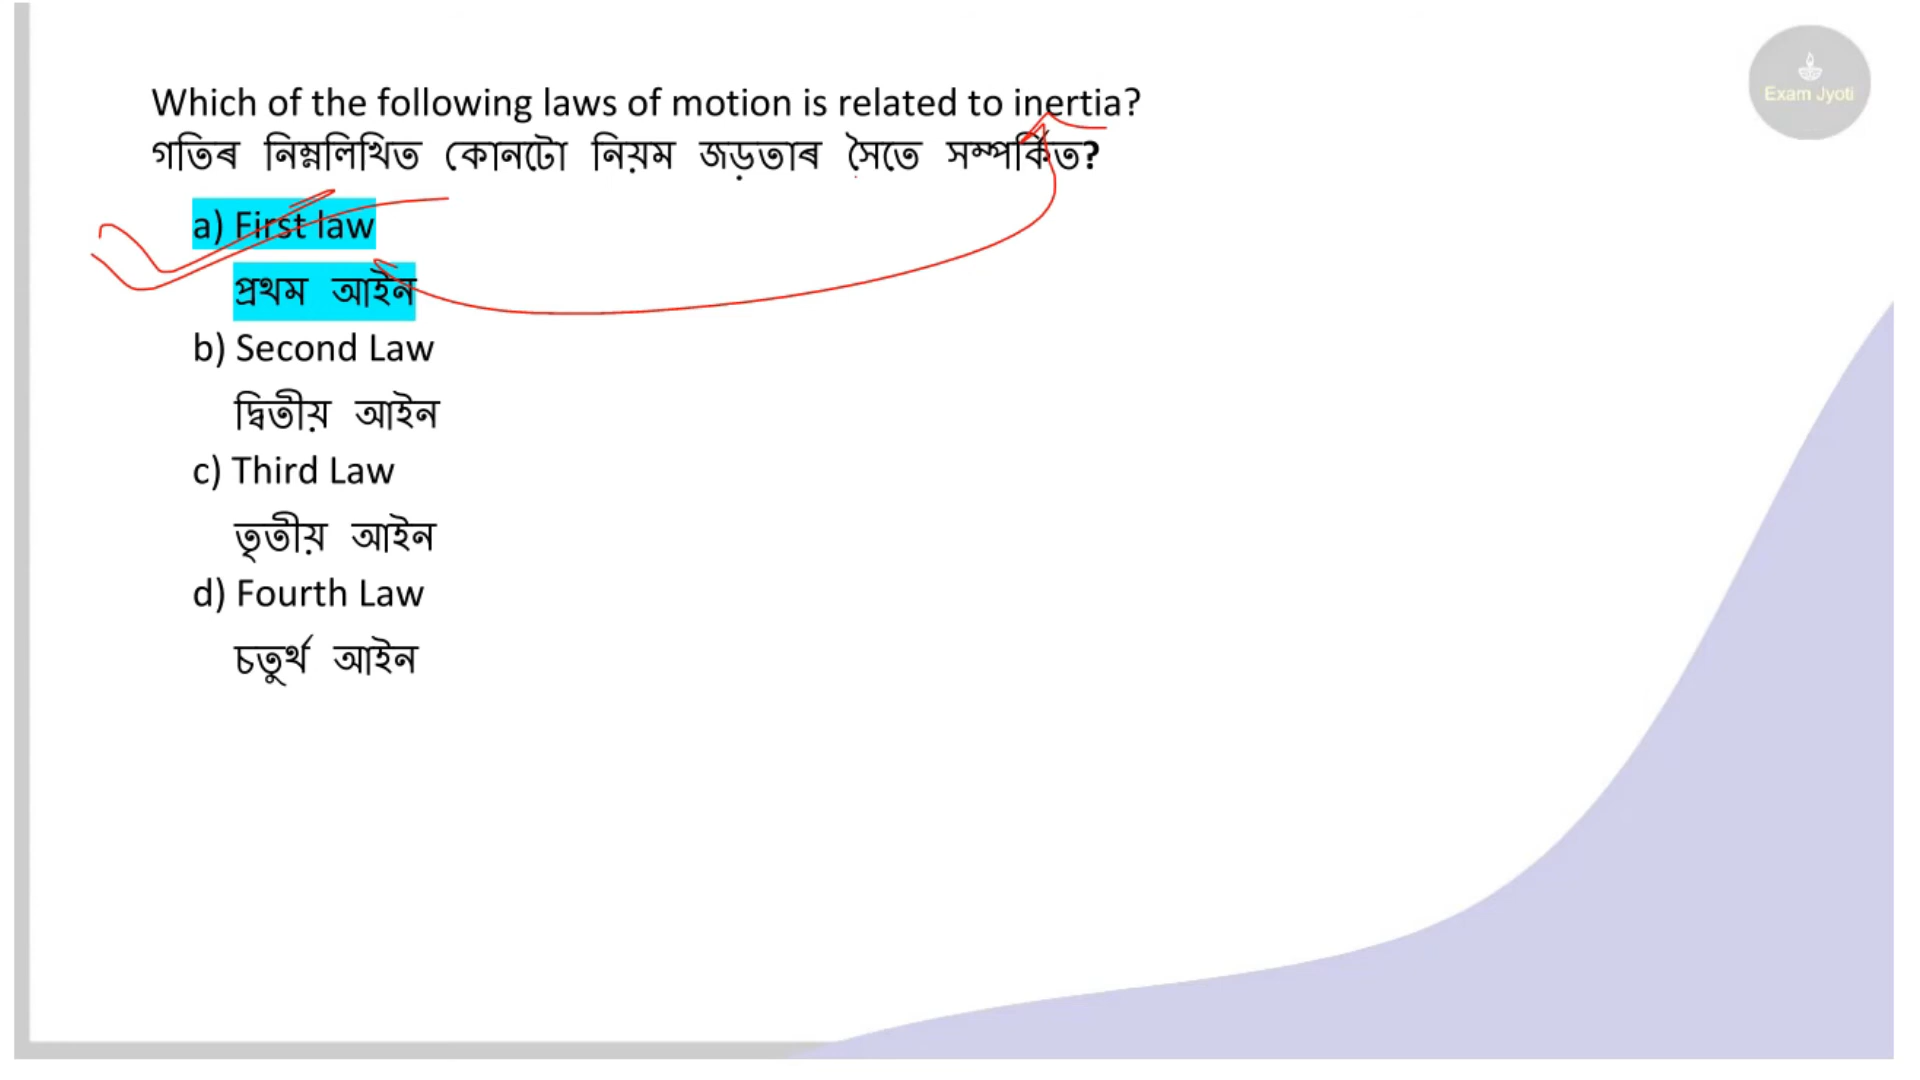 Which of the following laws of motion is related to inertia?
গতিৰ নিম্নলিখিত কোনটো নিয়ম জড়তাৰ সৈতে সম্পৰ্কিত?
a) First law
প্ৰথম আইন
b) Second Law
দ্বিতীয় আইন
c) Third Law
তৃতীয় আইন
d) Fourth Law
চতুৰ্থ আইন
Exam Jyoti